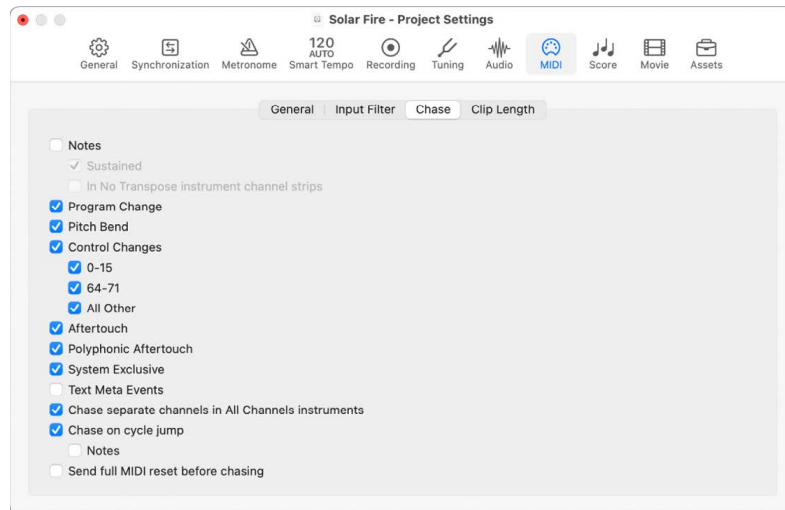 Solar Fire - Project Settings
120
AUTO
General Synchronization Metronome Smart Tempo Recording Tuning Audio MIDI Score Movie Assets
General Input Filter Chase Clip Length
Notes
Sustained
In No Transpose instrument channel strips
Program Change
Pitch Bend
Control Changes
0-15
64-71
All Other
Aftertouch
Polyphonic Aftertouch
System Exclusive
Text Meta Events
Chase separate channels in All Channels instruments
Chase on cycle jump
Notes
Send full MIDI reset before chasing